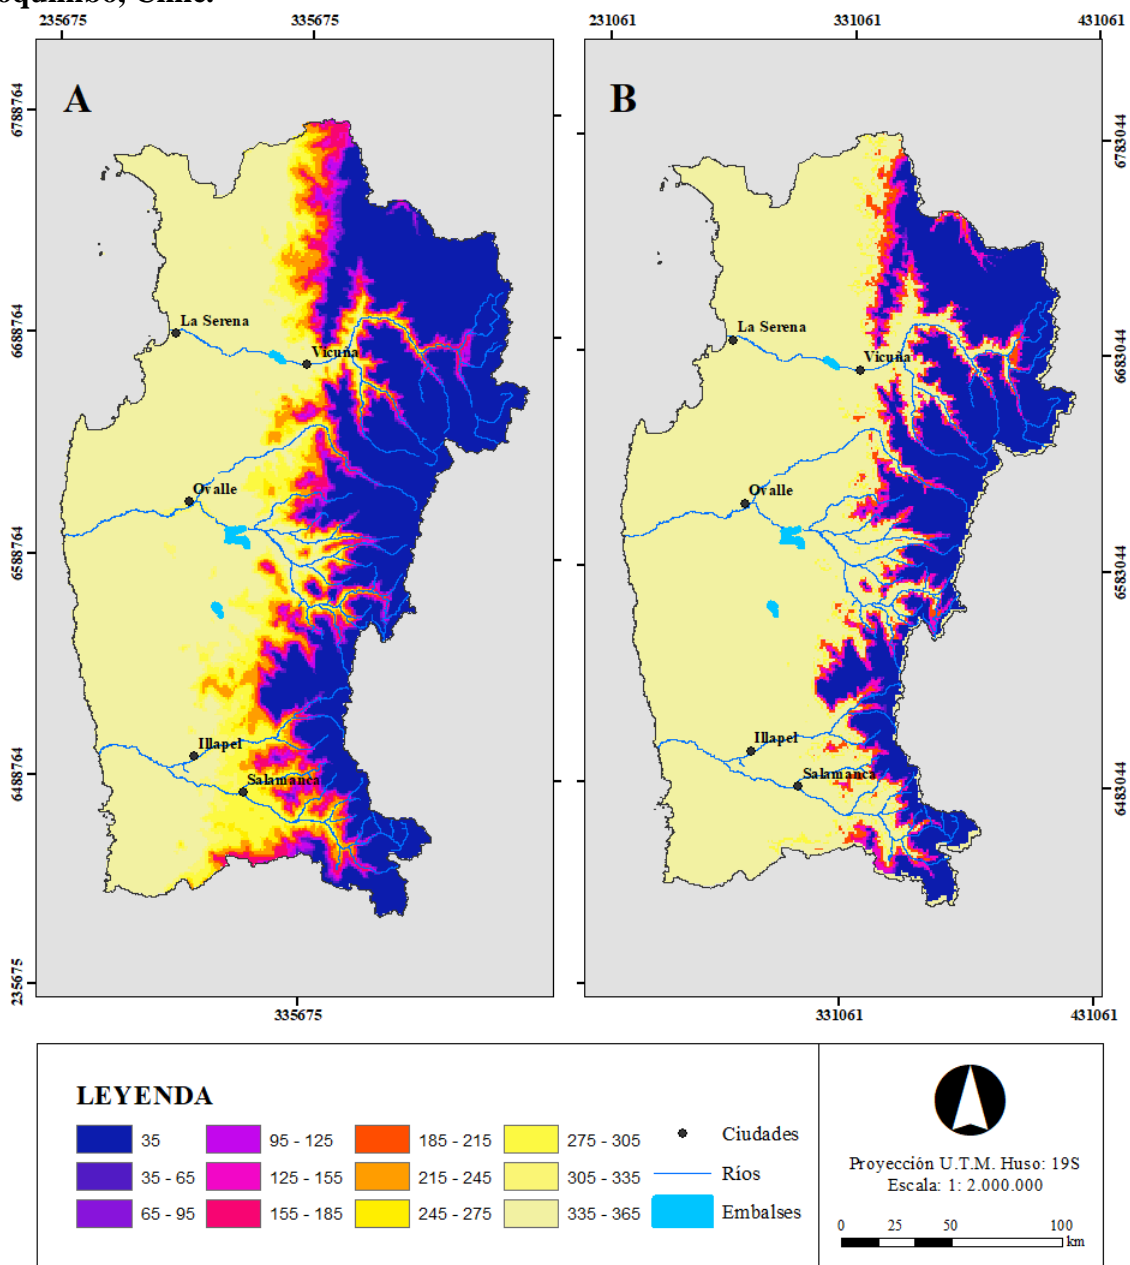 oquimbo, Chile.
235675 335675 231061 331061 431061
A
B
6788764
6688764
6588764
6488764
235675
6783044
6683044
6583044
6483044
La Serena
Vicuña
Ovalle
Illapel
Salamanca
La Serena
Vicuña
Ovalle
Illapel
Salamanca
335675 331061 431061
LEYENDA
35 95 - 125 185 - 215 275 - 305 Ciudades
35 - 65 125 - 155 215 - 245 305 - 335 Ríos
65 - 95 155 - 185 245 - 275 335 - 365 Embalses
Proyección U.T.M. Huso: 19S
Escala: 1: 2.000.000
0 25 50 100
km